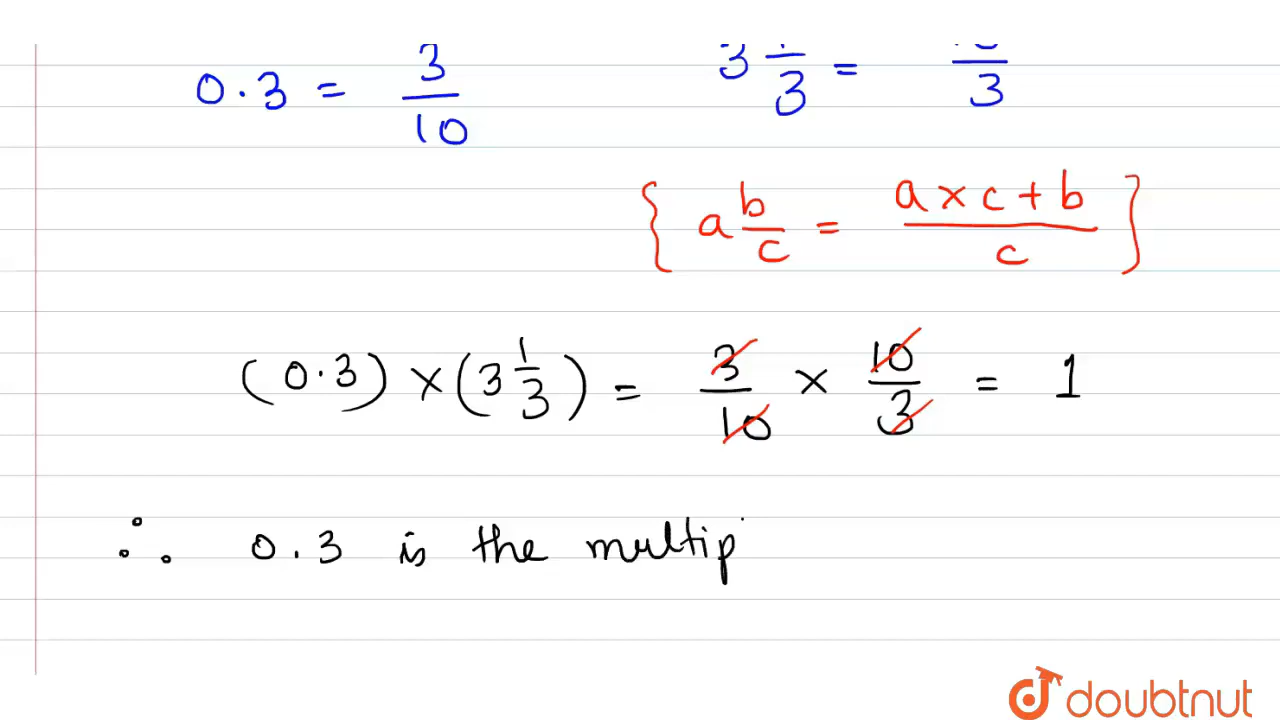 0.3 = 3/10    3 1/3 = 10/3
{ a b/c = a×c+b/c }
(0.3) × (3 1/3) = 3/10 × 10/3 = 1
∴ 0.3 is the multip
doubtnut